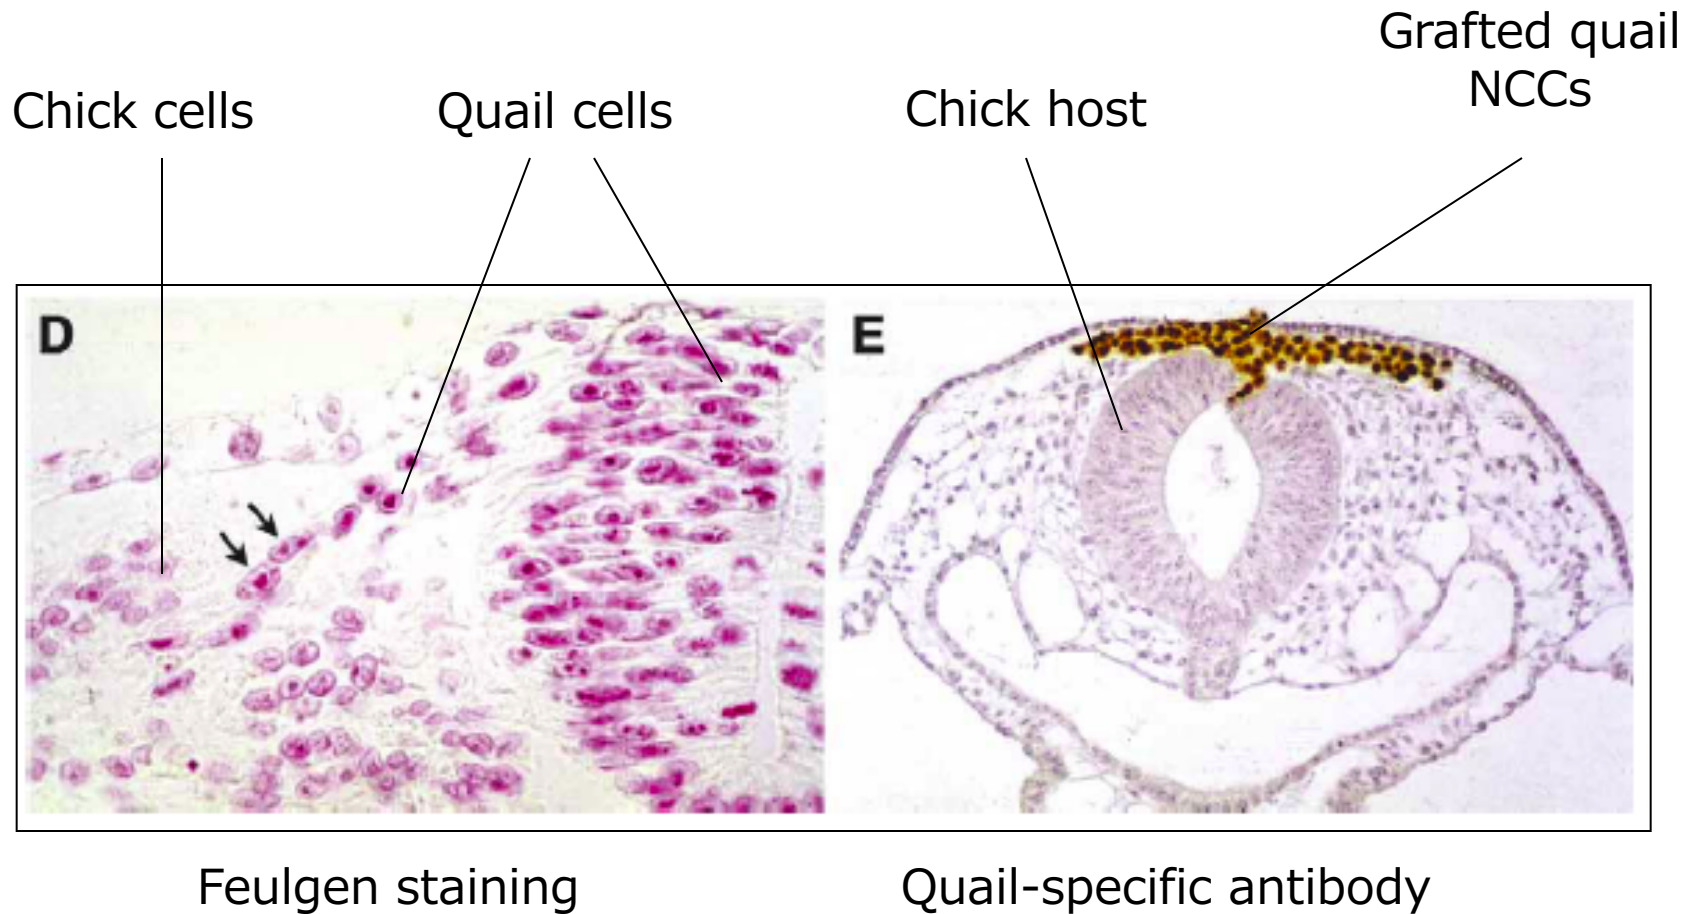 Grafted quail
NCCs
Chick cells
Quail cells
Chick host
D
E
Feulgen staining
Quail-specific antibody